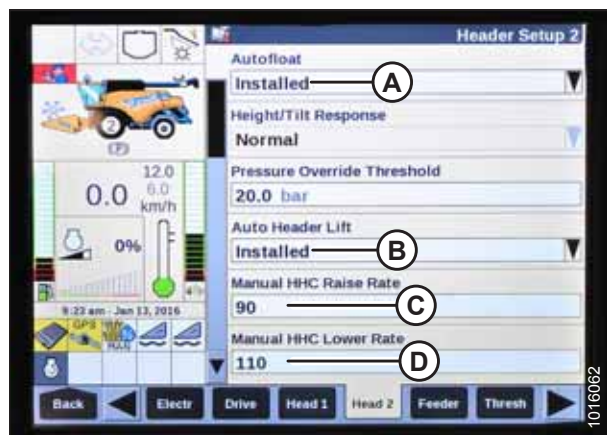 Header Setup 2
Autofloat
Installed
A
Height/Tilt Response
Normal
Pressure Override Threshold
20.0 bar
Auto Header Lift
Installed
B
Manual HHC Raise Rate
90
C
Manual HHC Lower Rate
110
D
2
(P)
12.0
6.0
0.0
km/h
0%
9:23 am - Jan 13, 2016
GPS
MAN
Back
Electr
Drive
Head 1
Head 2
Feeder
Thresh
1016062